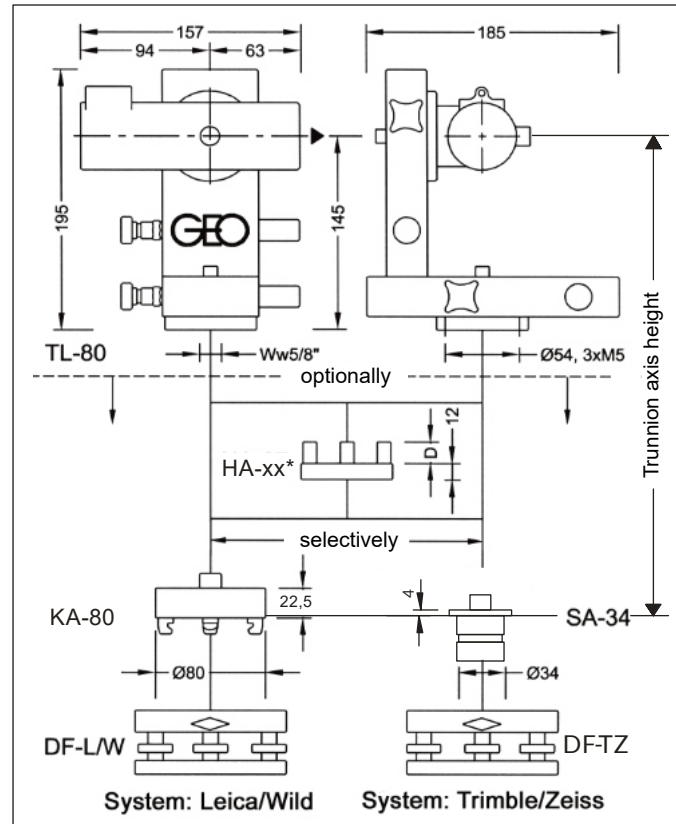 157
94 63
185
195
145
GEO
TL-80
Ww5/8"
Ø54, 3xM5
optionally
Trunnion axis height
12
D
HA-xx*
selectively
KA-80
22,5
4
SA-34
Ø80
Ø34
DF-L/W
DF-TZ
System: Leica/Wild
System: Trimble/Zeiss